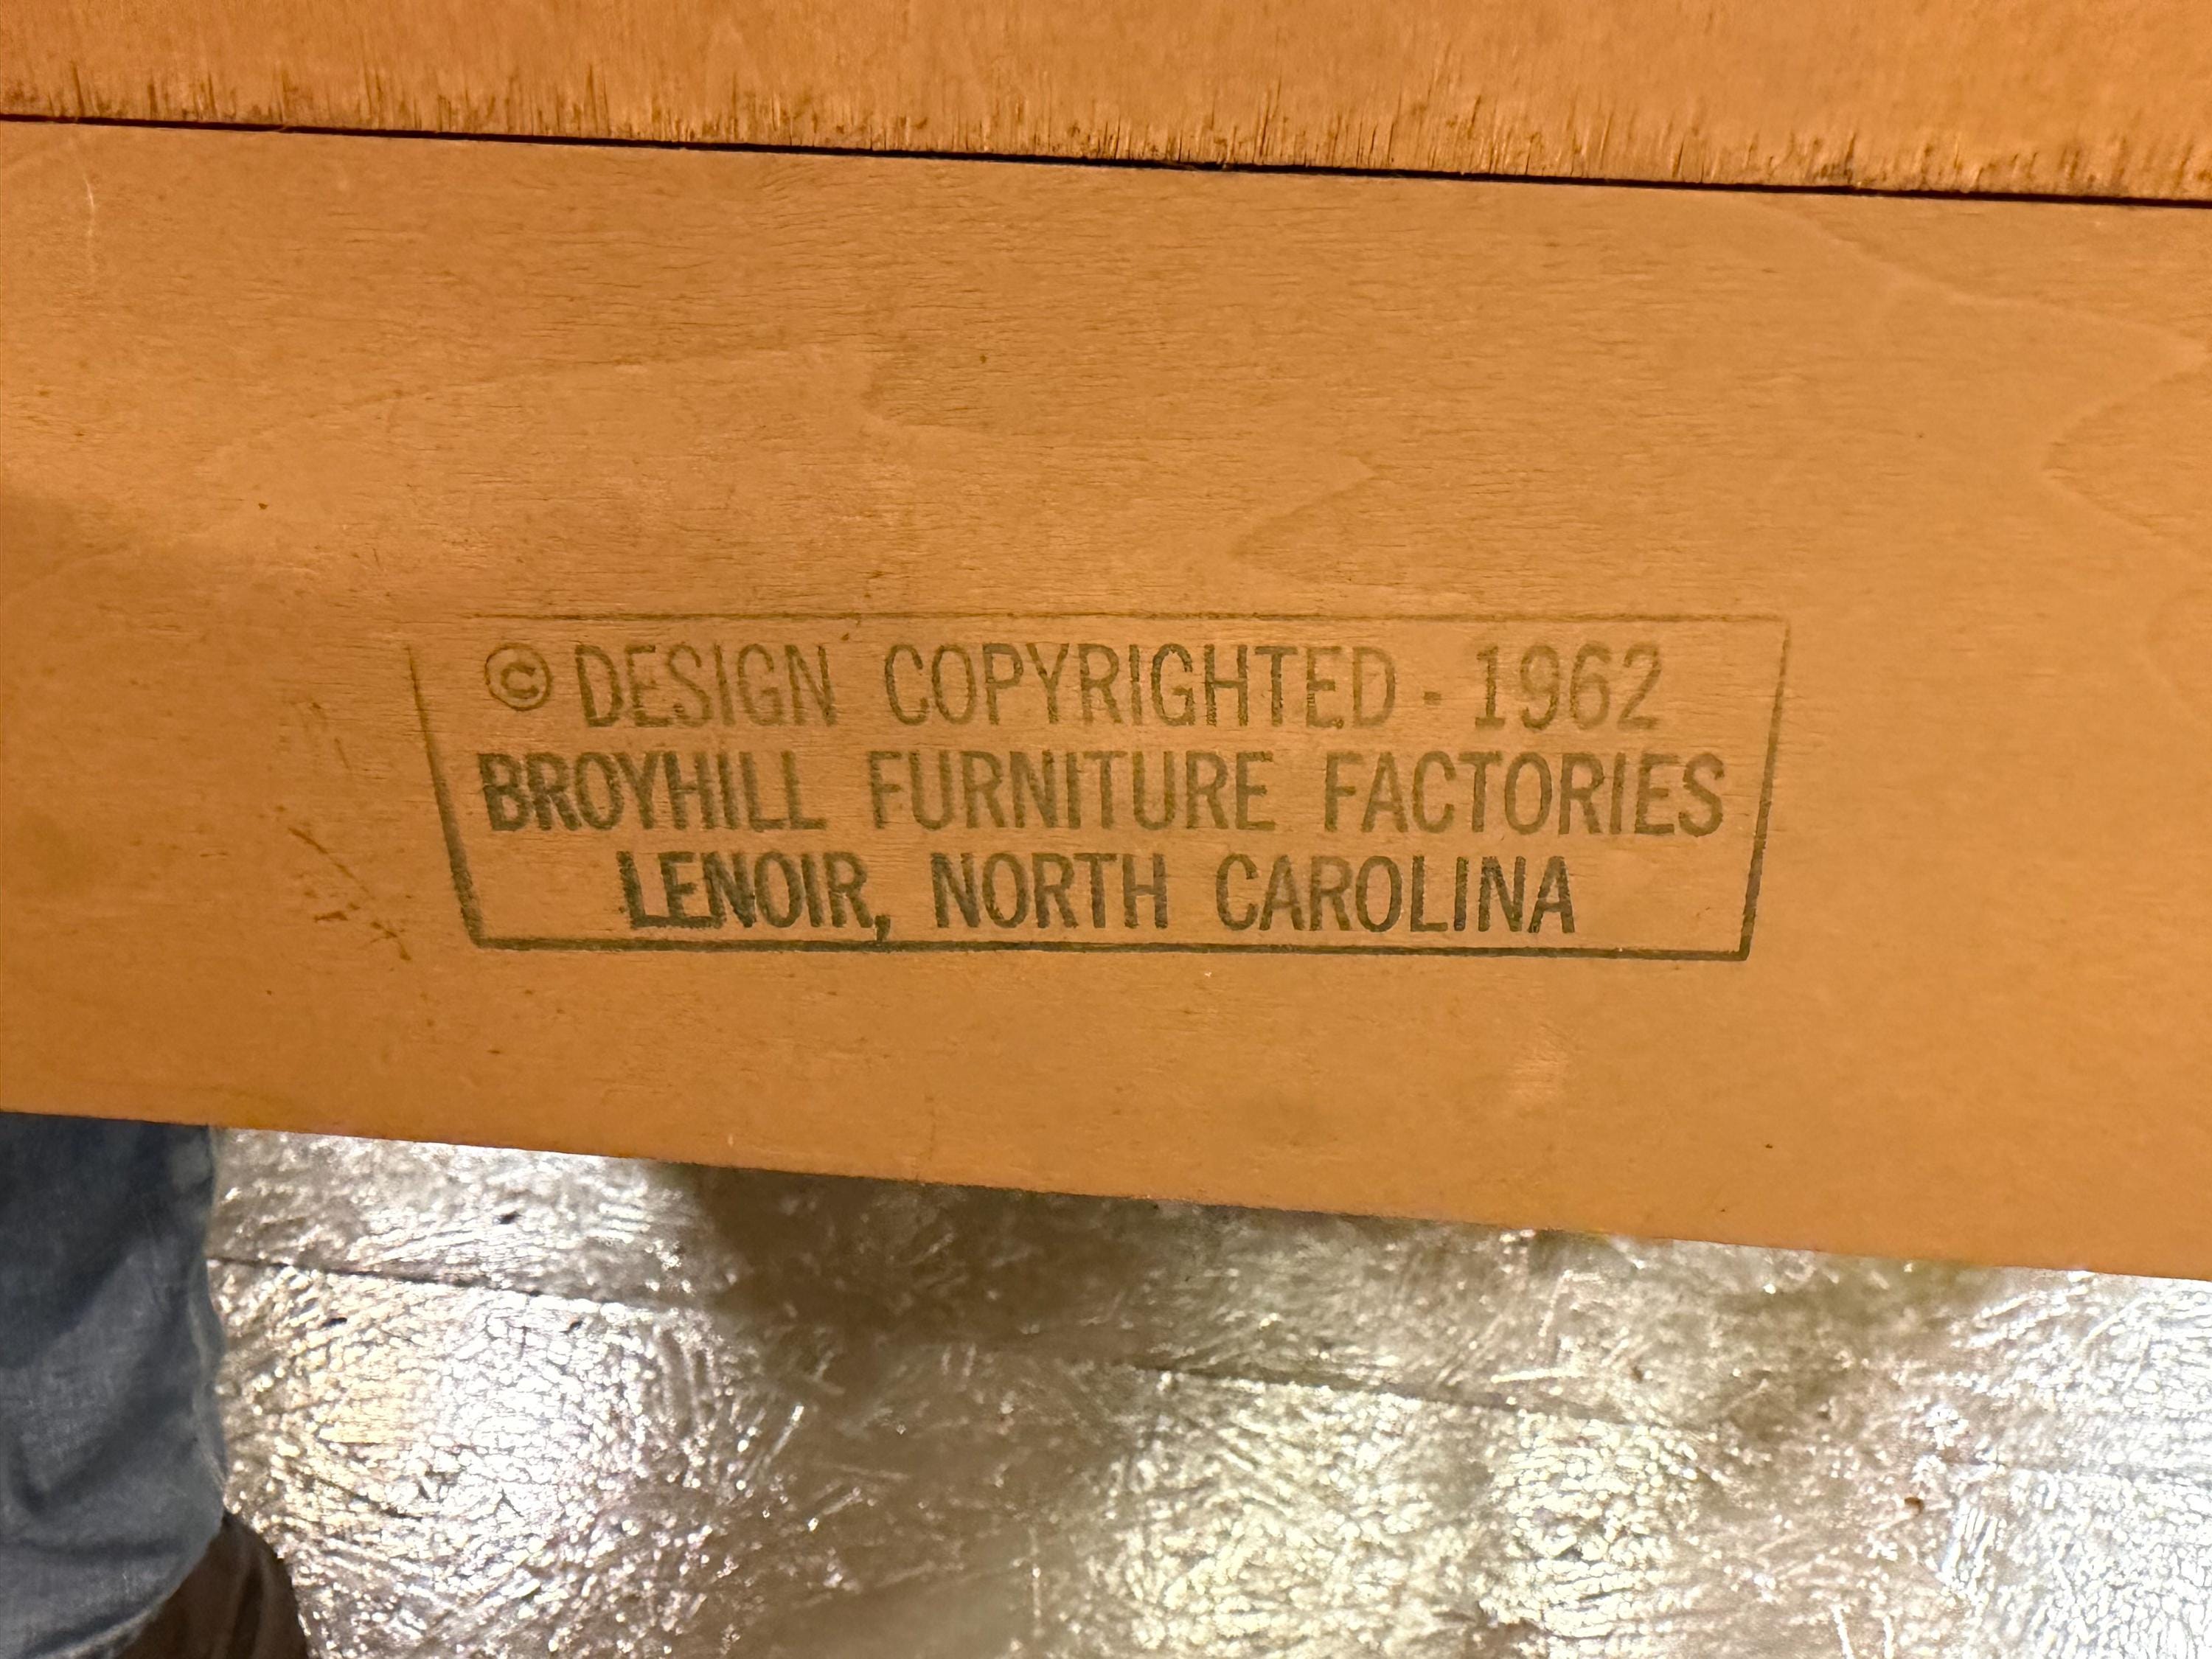 © DESIGN COPYRIGHTED - 1962
BROYHILL FURNITURE FACTORIES
LENOIR, NORTH CAROLINA